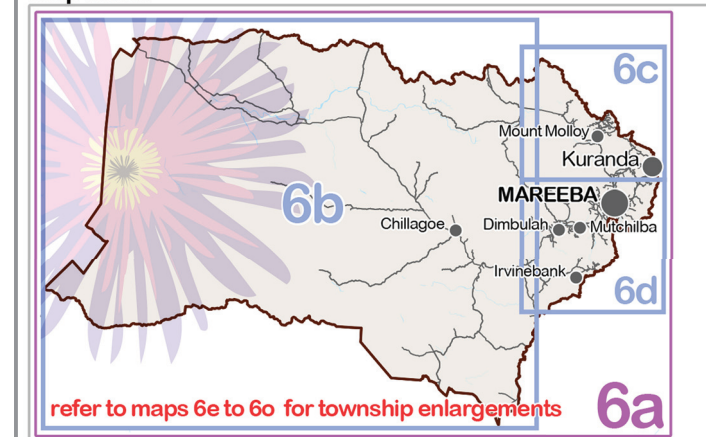 6c
Mount Molloy
Kuranda
MAREEBA
6b
Chillagoe
Dimbulah
Mutchilba
Irvinebank
6d
refer to maps 6e to 6o for township enlargements
6a